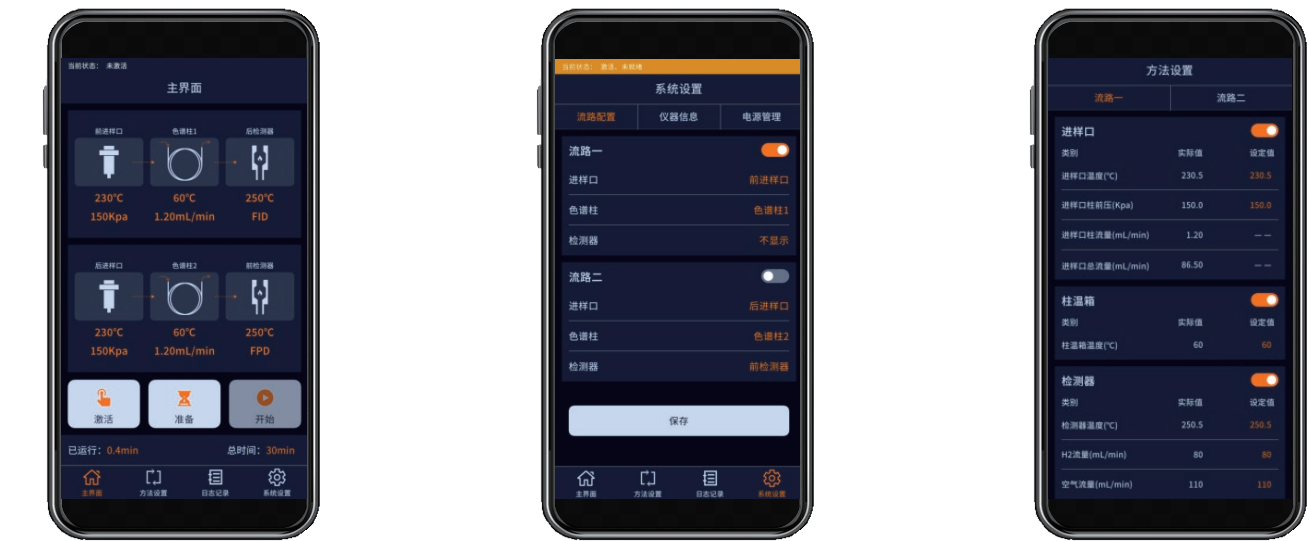 当前状态： 未激活
主界面
前进样口 色谱柱1 后检测器
230℃ 60℃ 250℃
150Kpa 1.20mL/min FID
后进样口 色谱柱2 前检测器
230℃ 60℃ 250℃
150Kpa 1.20mL/min FPD
激活 准备 开始
已运行：0.4min 总时间：30min
主界面 方法设置 日志记录 系统设置
当前状态： 激活、未就绪
系统设置
流路配置 仪器信息 电源管理
流路一
进样口 前进样口
色谱柱 色谱柱1
检测器 不显示
流路二
进样口 后进样口
色谱柱 色谱柱2
检测器 前检测器
保存
主界面 方法设置 日志记录 系统设置
方法设置
流路一 流路二
进样口
类别 实际值 设定值
进样口温度(℃) 230.5 230.5
进样口柱前压(Kpa) 150.0 150.0
进样口柱流量(mL/min) 1.20 — —
进样口总流量(mL/min) 86.50 — —
柱温箱
类别 实际值 设定值
柱温箱温度(℃) 60 60
检测器
类别 实际值 设定值
检测器温度(℃) 250.5 250.5
H2流量(mL/min) 80 80
空气流量(mL/min) 110 110